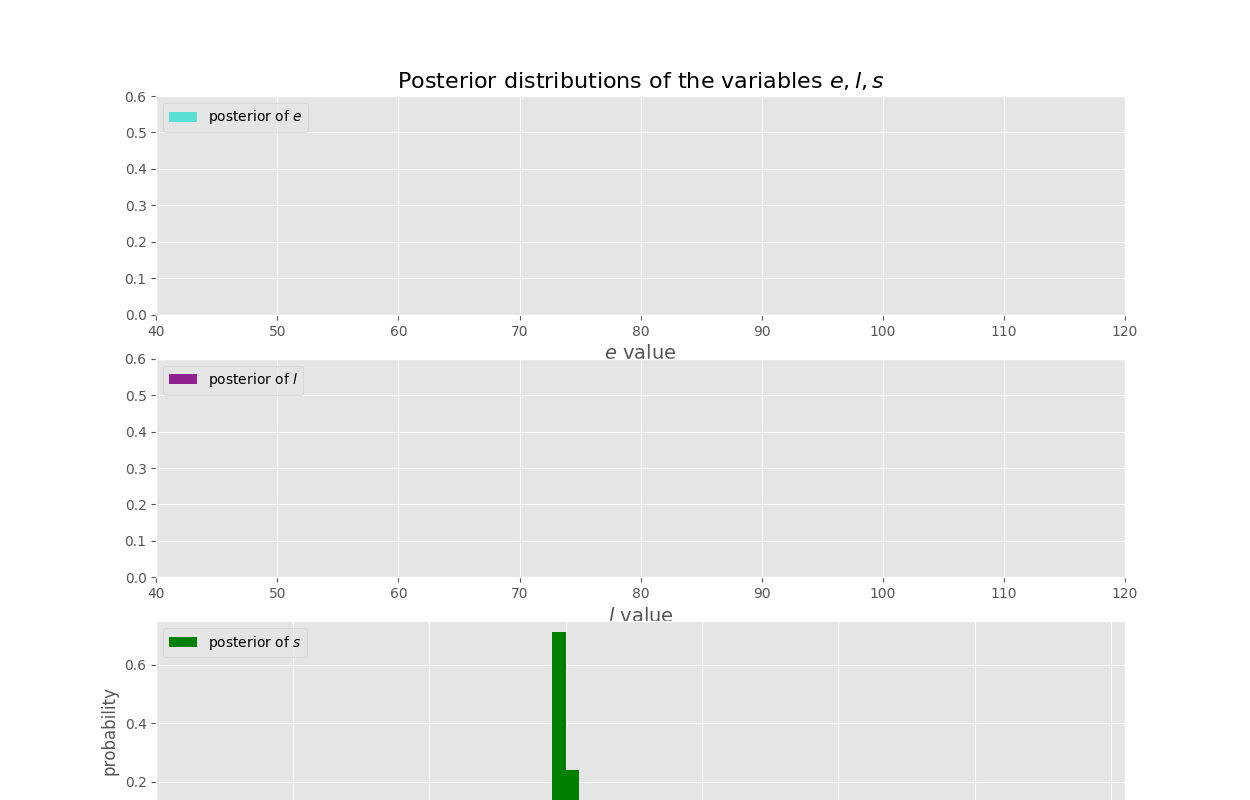 Posterior distributions of the variables e, l, s
0.6
posterior of e
0.5
0.4
0.3
0.2
0.1
0.0
40 50 60 70 80 90 100 110 120
e value
0.6
posterior of l
0.5
0.4
0.3
0.2
0.1
0.0
40 50 60 70 80 90 100 110 120
l value
posterior of s
0.6
0.4
0.2
probability